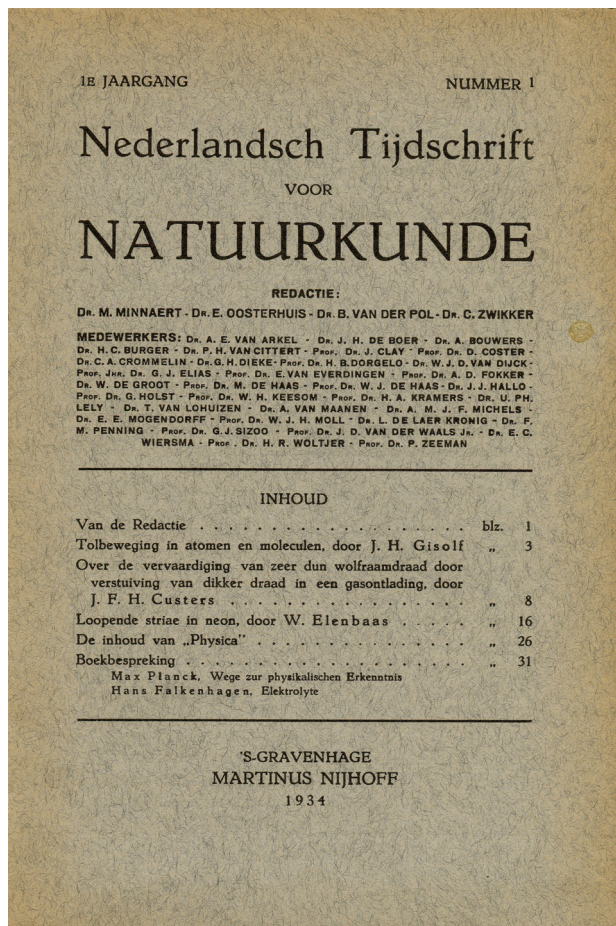 1E JAARGANG NUMMER 1
Nederlandsch Tijdschrift
VOOR
NATUURKUNDE
REDACTIE:
DR. M. MINNAERT - DR. E. OOSTERHUIS - DR. B. VAN DER POL - DR. C. ZWIKKER
MEDEWERKERS: DR. A. E. VAN ARKEL - DR. J. H. DE BOER - DR. A. BOUWERS -
DR. H. C. BURGER - DR. P. H. VAN CITTERT - PROF. DR. J. CLAY - PROF. DR. D. COSTER -
DR. C. A. CROMMELIN - DR. G. H. DIEKE - PROF. DR. H. B. DORGELO - DR. W. J. D. VAN DIJCK -
PROF. JHR. DR. G. J. ELIAS - PROF. DR. E. VAN EVERDINGEN - PROF. DR. A. D. FOKKER -
DR. W. DE GROOT - PROF. DR. M. DE HAAS - PROF. DR. W. J. DE HAAS - DR. J. J. HALLO -
PROF. DR. G. HOLST - PROF. DR. W. H. KEESOM - PROF. DR. H. A. KRAMERS - DR. U. PH.
LELY - DR. T. VAN LOHUIZEN - DR. A. VAN MAANEN - DR. A. M. J. F. MICHELS -
DR. E. E. MOGENDORFF - PROF. DR. W. J. H. MOLL - DR. L. DE LAER KRONIG - DR. F.
M. PENNING - PROF. DR. G. J. SIZOO - PROF. DR. J. D. VAN DER WAALS JR. - DR. E. C.
WIERSMA - PROF. DR. H. R. WOLTJER - PROF. DR. P. ZEEMAN
INHOUD
Van de Redactie . . . . . . . . . . . . . . . . . . . blz. 1
Tolbeweging in atomen en moleculen, door J. H. Gisolf „ 3
Over de vervaardiging van zeer dun wolfraamdraad door
verstuiving van dikker draad in een gasontlading, door
J. F. H. Custers . . . . . . . . . . . . . . . . . „ 8
Loopende striae in neon, door W. Elenbaas . . . . . „ 16
De inhoud van „Physica" . . . . . . . . . . . . . . . „ 26
Boekbespreking . . . . . . . . . . . . . . . . . . . . „ 31
Max Planck, Wege zur physikalischen Erkenntnis
Hans Falkenhagen, Elektrolyte
'S-GRAVENHAGE
MARTINUS NIJHOFF
1934